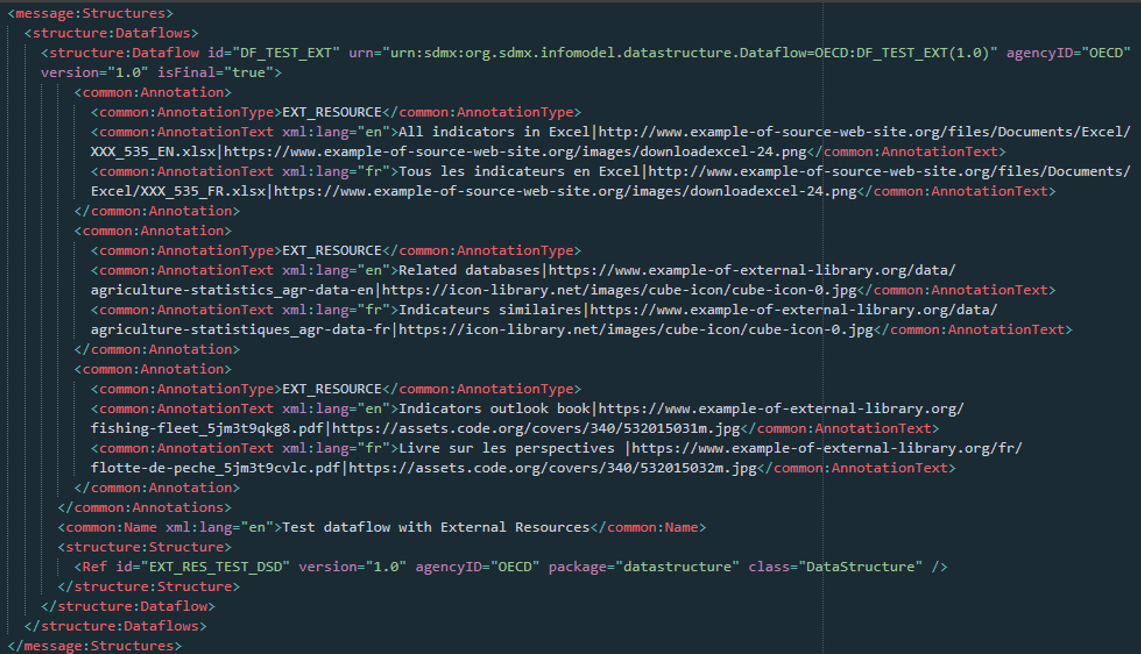 <message:Structures>
<structure:Dataflows>
<structure:Dataflow id="DF_TEST_EXT" urn="urn:sdmx:org.sdmx.infomodel.datastructure.Dataflow=OECD:DF_TEST_EXT(1.0)" agencyID="OECD"
version="1.0" isFinal="true">
<common:Annotation>
<common:AnnotationType>EXT_RESOURCE</common:AnnotationType>
<common:AnnotationText xml:lang="en">All indicators in Excel|http://www.example-of-source-web-site.org/files/Documents/Excel/
XXX_535_EN.xlsx|https://www.example-of-source-web-site.org/images/downloadexcel-24.png</common:AnnotationText>
<common:AnnotationText xml:lang="fr">Tous les indicateurs en Excel|http://www.example-of-source-web-site.org/files/Documents/
Excel/XXX_535_FR.xlsx|https://www.example-of-source-web-site.org/images/downloadexcel-24.png</common:AnnotationText>
</common:Annotation>
<common:Annotation>
<common:AnnotationType>EXT_RESOURCE</common:AnnotationType>
<common:AnnotationText xml:lang="en">Related databases|https://www.example-of-external-library.org/data/
agriculture-statistics_agr-data-en|https://icon-library.net/images/cube-icon/cube-icon-0.jpg</common:AnnotationText>
<common:AnnotationText xml:lang="fr">Indicateurs similaires|https://www.example-of-external-library.org/data/
agriculture-statistiques_agr-data-fr|https://icon-library.net/images/cube-icon/cube-icon-0.jpg</common:AnnotationText>
</common:Annotation>
<common:Annotation>
<common:AnnotationType>EXT_RESOURCE</common:AnnotationType>
<common:AnnotationText xml:lang="en">Indicators outlook book|https://www.example-of-external-library.org/
fishing-fleet_5jm3t9qkg8.pdf|https://assets.code.org/covers/340/532015031m.jpg</common:AnnotationText>
<common:AnnotationText xml:lang="fr">Livre sur les perspectives |https://www.example-of-external-library.org/fr/
flotte-de-peche_5jm3t9cvlc.pdf|https://assets.code.org/covers/340/532015032m.jpg</common:AnnotationText>
</common:Annotation>
</common:Annotations>
<common:Name xml:lang="en">Test dataflow with External Resources</common:Name>
<structure:Structure>
<Ref id="EXT_RES_TEST_DSD" version="1.0" agencyID="OECD" package="datastructure" class="DataStructure" />
</structure:Structure>
</structure:Dataflow>
</structure:Dataflows>
</message:Structures>